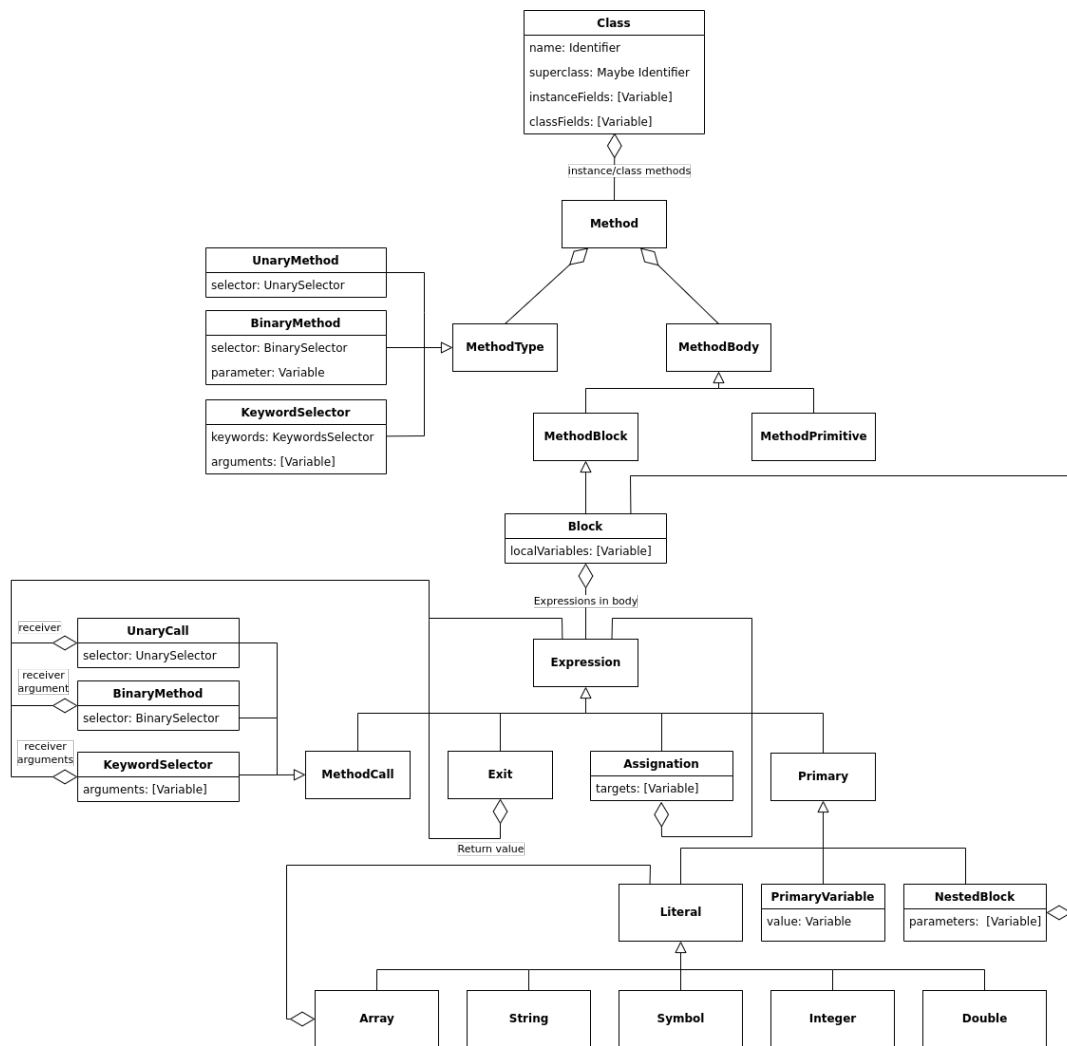 Class
name: Identifier
superclass: Maybe Identifier
instanceFields: [Variable]
classFields: [Variable]
instance/class methods
Method
UnaryMethod
selector: UnarySelector
BinaryMethod
selector: BinarySelector
parameter: Variable
MethodType
MethodBody
KeywordSelector
keywords: KeywordsSelector
arguments: [Variable]
MethodBlock
MethodPrimitive
Block
localVariables: [Variable]
Expressions in body
receiver
UnaryCall
selector: UnarySelector
Expression
receiver
argument
BinaryMethod
selector: BinarySelector
receiver
arguments
KeywordSelector
arguments: [Variable]
MethodCall
Exit
Assignation
targets: [Variable]
Primary
Return value
Literal
PrimaryVariable
value: Variable
NestedBlock
parameters: [Variable]
Array
String
Symbol
Integer
Double